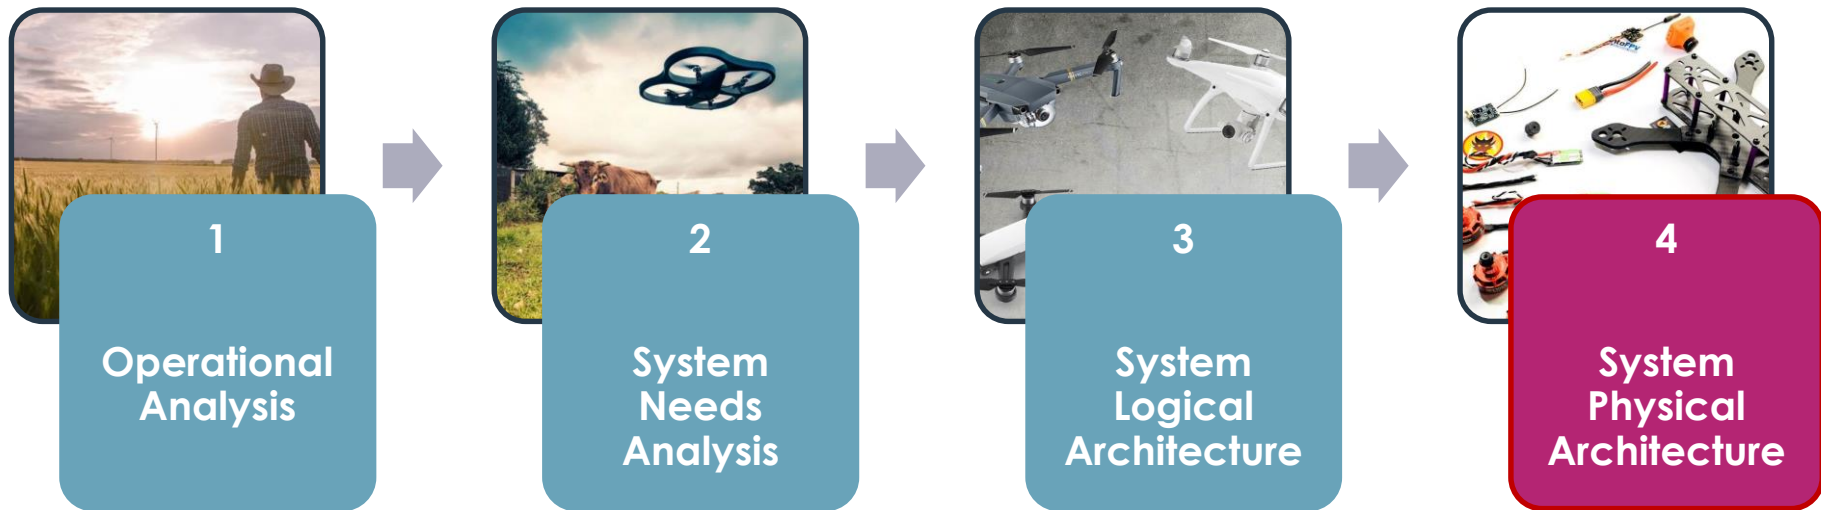 1
Operational
Analysis
2
System
Needs
Analysis
3
System
Logical
Architecture
4
System
Physical
Architecture